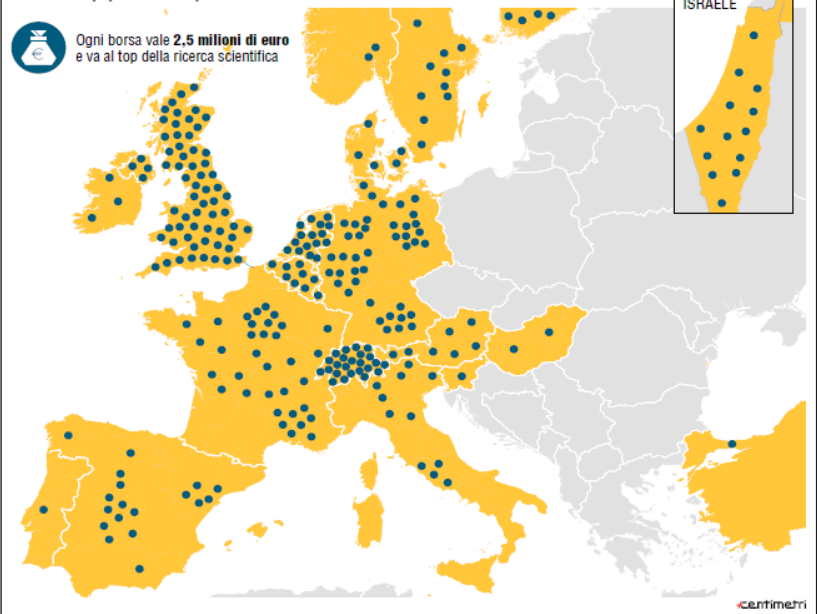 ISRAELE
Ogni borsa vale 2,5 milioni di euro
e va al top della ricerca scientifica
€
centimetri